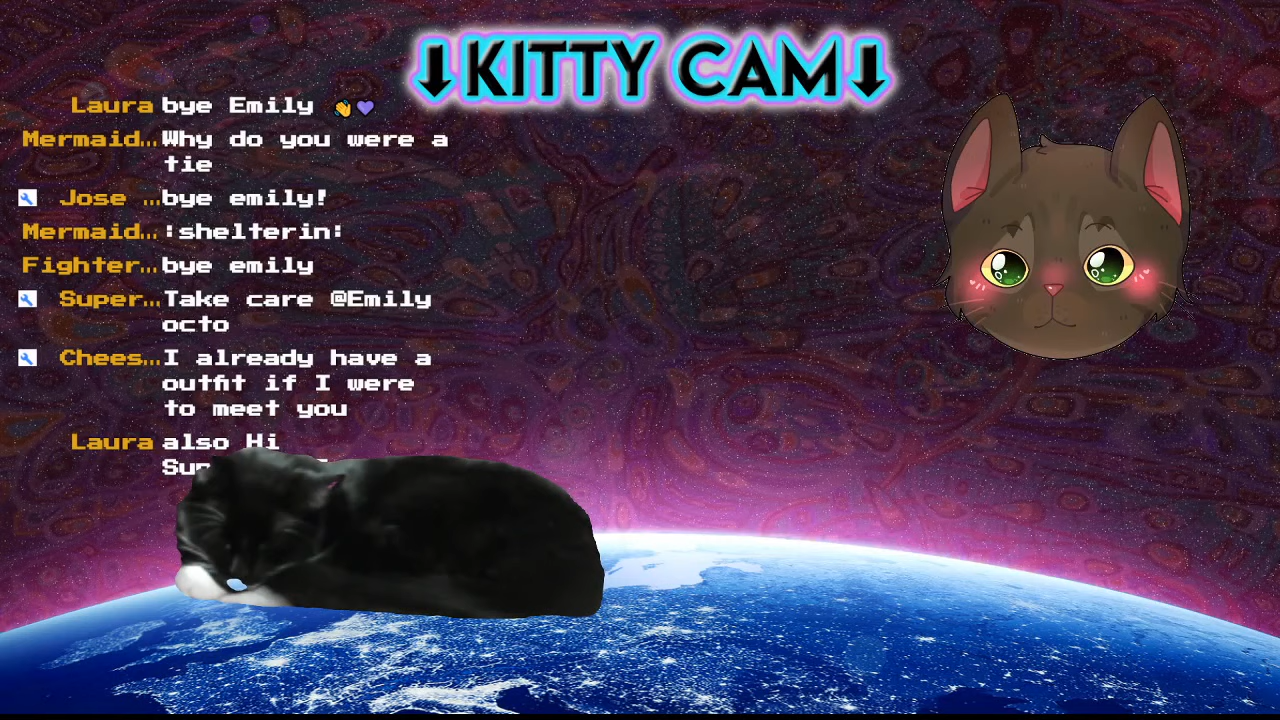 ⬇KITTY CAM⬇
Laura bye Emily 👋💜
Mermaid... Why do you were a
tie
Jose ... bye emily!
Mermaid... :shelterin:
Fighter... bye emily
Super... Take care @Emily
octo
Chees... I already have a
outfit if I were
to meet you
Laura also Hi